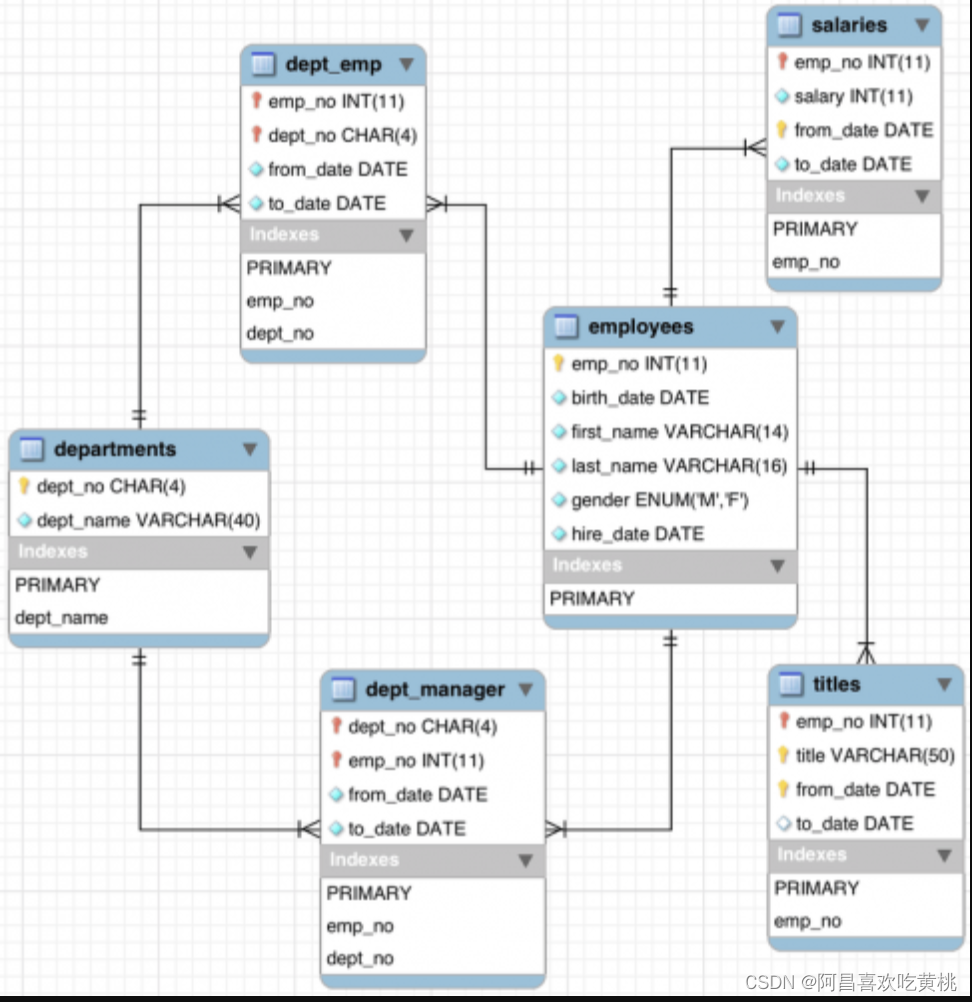 salaries
emp_no INT(11)
salary INT(11)
from_date DATE
to_date DATE
Indexes
PRIMARY
emp_no
dept_emp
emp_no INT(11)
dept_no CHAR(4)
from_date DATE
to_date DATE
Indexes
PRIMARY
emp_no
dept_no
employees
emp_no INT(11)
birth_date DATE
first_name VARCHAR(14)
last_name VARCHAR(16)
gender ENUM('M','F')
hire_date DATE
Indexes
PRIMARY
departments
dept_no CHAR(4)
dept_name VARCHAR(40)
Indexes
PRIMARY
dept_name
dept_manager
dept_no CHAR(4)
emp_no INT(11)
from_date DATE
to_date DATE
Indexes
PRIMARY
emp_no
dept_no
titles
emp_no INT(11)
title VARCHAR(50)
from_date DATE
to_date DATE
Indexes
PRIMARY
emp_no
CSDN @阿昌喜欢吃黄桃